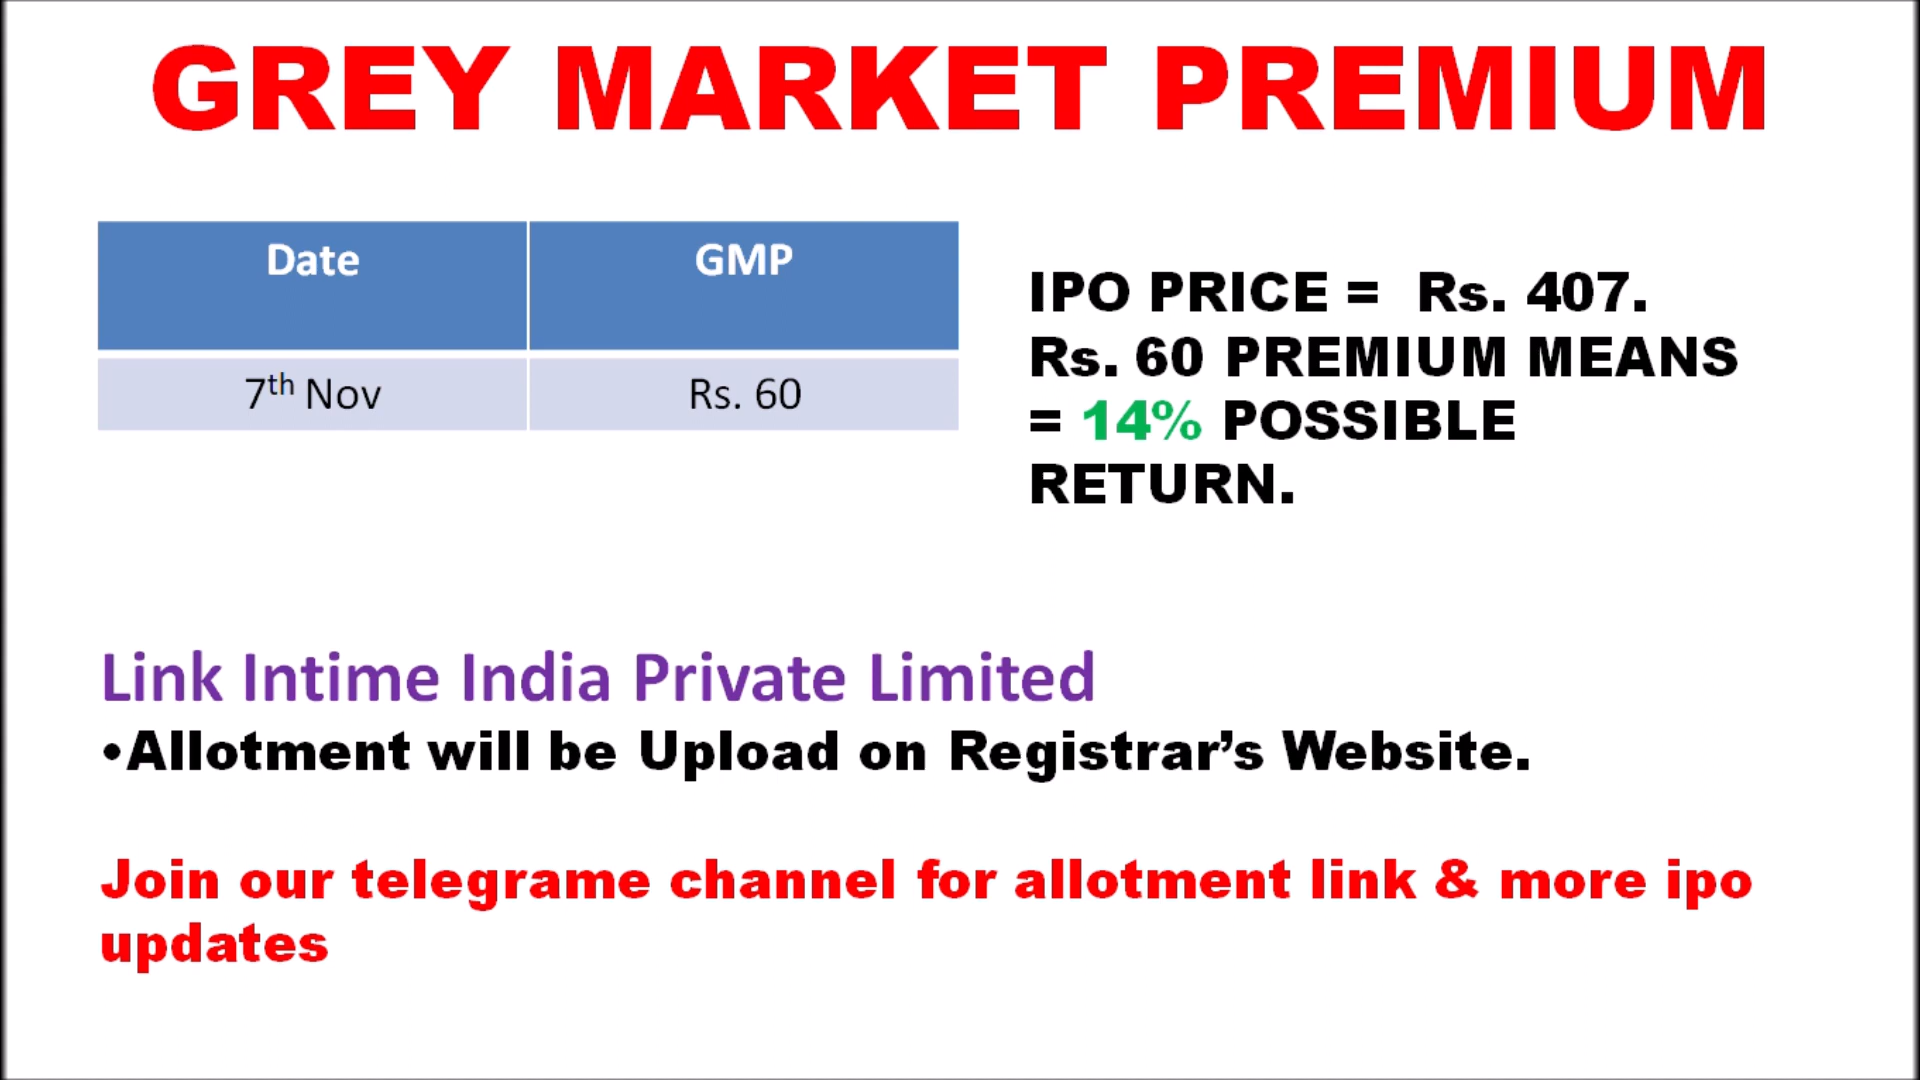 GREY MARKET PREMIUM
Date GMP
7th Nov Rs. 60
IPO PRICE = Rs. 407.
Rs. 60 PREMIUM MEANS
= 14% POSSIBLE
RETURN.
Link Intime India Private Limited
•Allotment will be Upload on Registrar’s Website.
Join our telegrame channel for allotment link & more ipo
updates